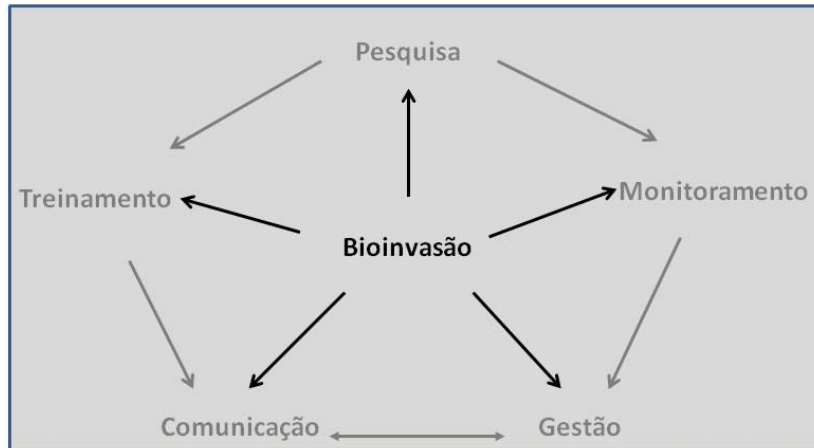 Pesquisa
Treinamento
Monitoramento
Bioinvasão
Comunicação
Gestão